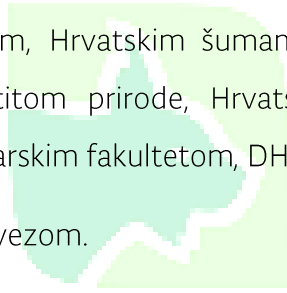 m, Hrvatskim šuman
titom prirode, Hrvats
arskim fakultetom, DH
vezom.